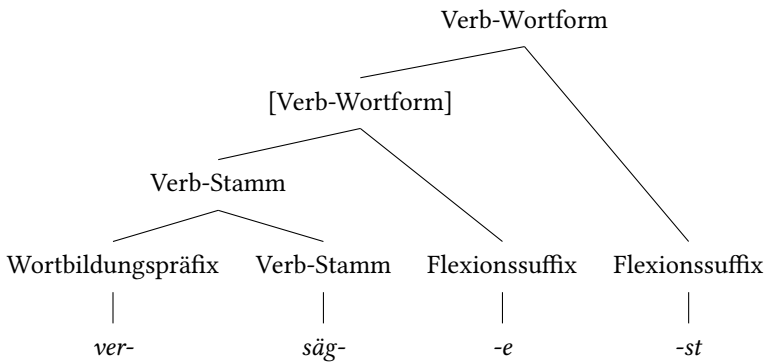 Verb-Wortform
[Verb-Wortform]
Verb-Stamm
Wortbildungspräfix Verb-Stamm Flexionssuffix Flexionssuffix
ver- säg- -e -st